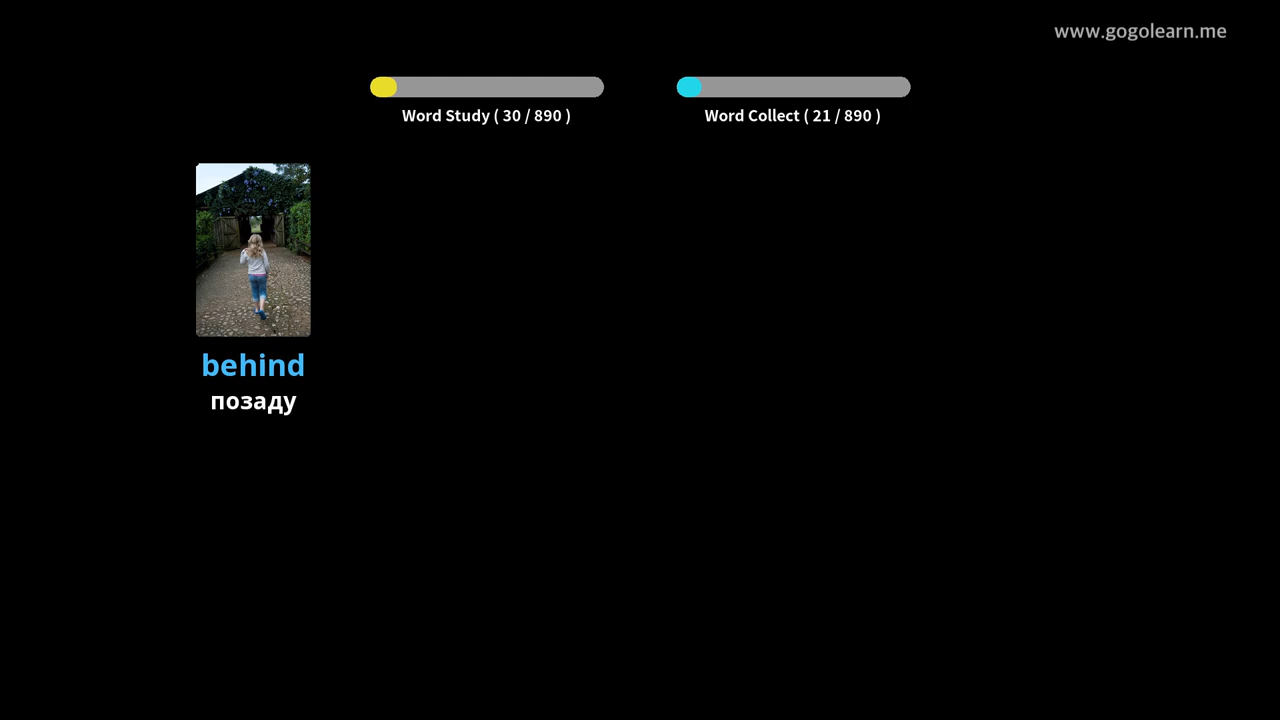 www.gogolearn.me
Word Study ( 30 / 890 )
Word Collect ( 21 / 890 )
behind
позаду